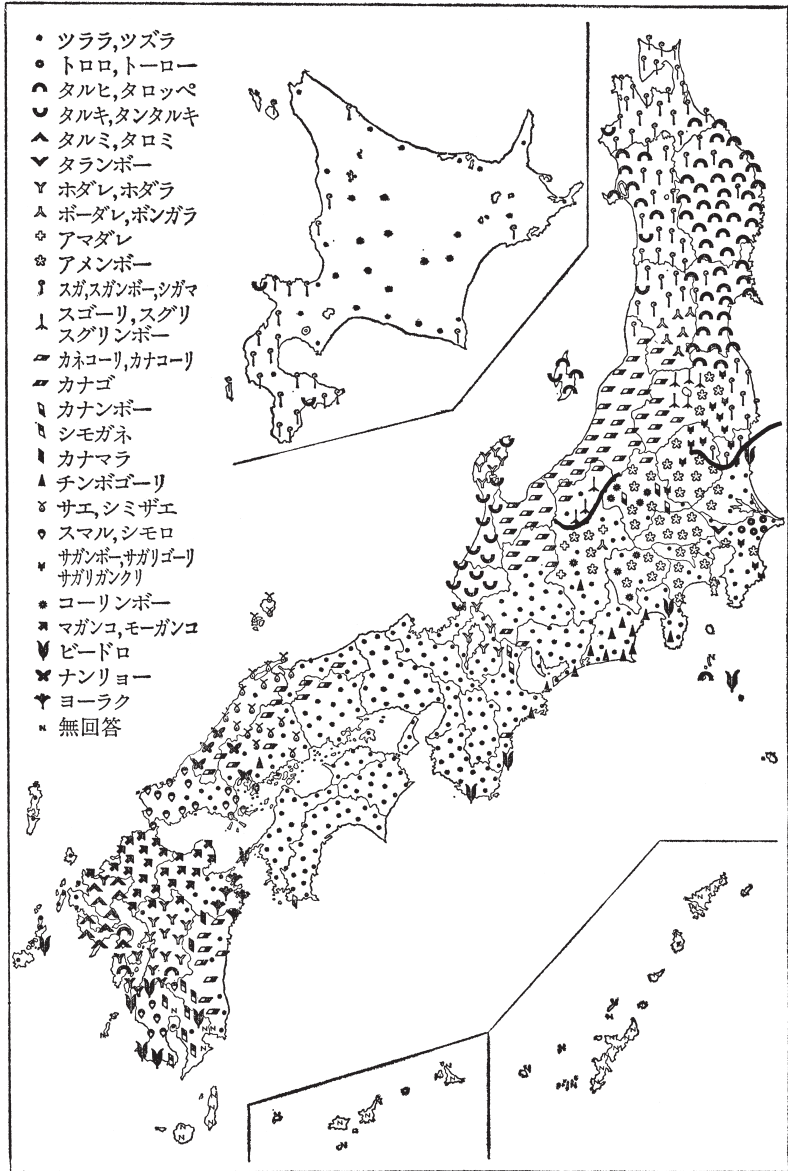 ツララ,ツズラ
トロロ,トーロー
タルヒ,タロッペ
タルキ,タンタルキ
タルミ,タロミ
タランボー
ホダレ,ホダラ
ボーダレ,ボンガラ
アマダレ
アメンボー
スガ,スガンボー,シガマ
スゴーリ,スグリ
スグリンボー
カネコーリ,カナコーリ
カナゴ
カナンボー
シモガネ
カナマラ
チンボゴーリ
サエ,シミザエ
スマル,シモロ
サガンボー,サガリゴーリ
サガリガンクリ
コーリンボー
マガンコ,モーガンコ
ビードロ
ナンリョー
ヨーラク
N 無回答